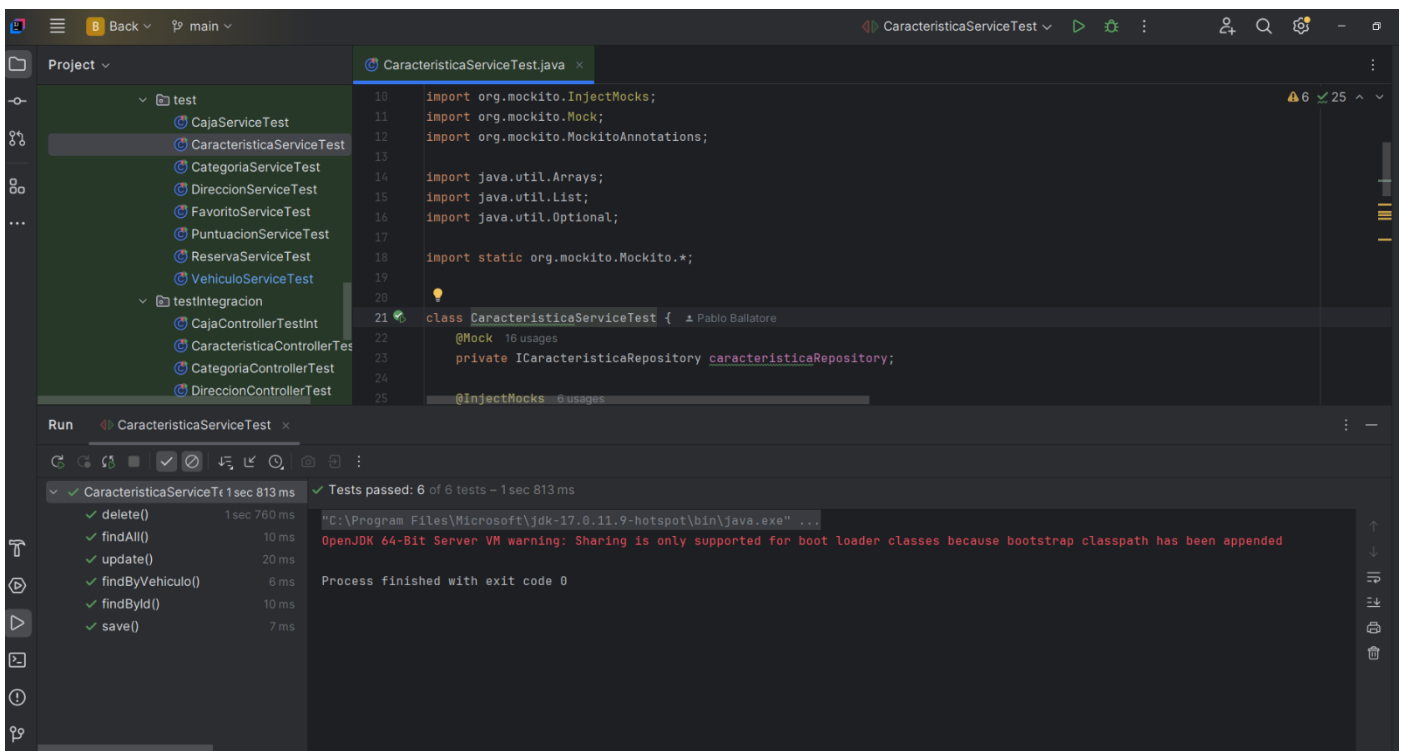 B Back main CaracteristicaServiceTest
Project
CaracteristicaServiceTest.java
test
CajaServiceTest
CaracteristicaServiceTest
CategoriaServiceTest
DireccionServiceTest
FavoritoServiceTest
PuntuacionServiceTest
ReservaServiceTest
VehiculoServiceTest
testIntegracion
CajaControllerTestInt
CaracteristicaControllerTes
CategoriaControllerTest
DireccionControllerTest
6 25
10 import org.mockito.InjectMocks;
11 import org.mockito.Mock;
12 import org.mockito.MockitoAnnotations;
13
14 import java.util.Arrays;
15 import java.util.List;
16 import java.util.Optional;
17
18 import static org.mockito.Mockito.*;
19
20
21 class CaracteristicaServiceTest { Pablo Ballatore
22 @Mock 16 usages
23 private ICaracteristicaRepository caracteristicaRepository;
24
25 @InjectMocks 6 usages
Run CaracteristicaServiceTest
CaracteristicaServiceTe 1 sec 813 ms
delete() 1 sec 760 ms
findAll() 10 ms
update() 20 ms
findByVehiculo() 6 ms
findById() 10 ms
save() 7 ms
Tests passed: 6 of 6 tests – 1 sec 813 ms
"C:\Program Files\Microsoft\jdk-17.0.11.9-hotspot\bin\java.exe" ...
OpenJDK 64-Bit Server VM warning: Sharing is only supported for boot loader classes because bootstrap classpath has been appended
Process finished with exit code 0